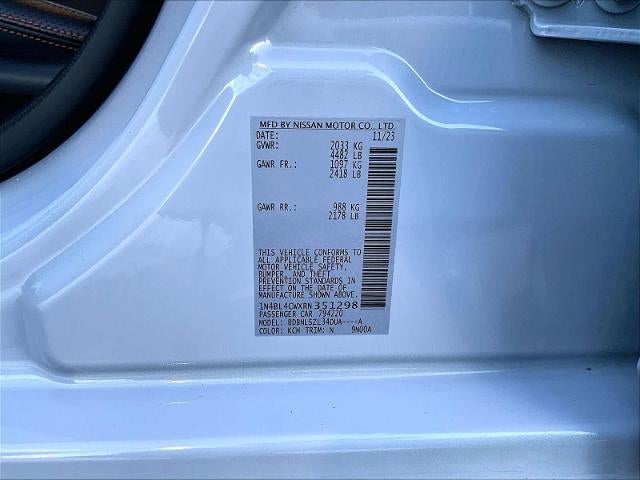 MFD BY NISSAN MOTOR CO., LTD.
DATE: 11/23
GVWR: 2033 KG
4482 LB
GAWR FR.: 1097 KG
2418 LB
GAWR RR.: 988 KG
2178 LB
THIS VEHICLE CONFORMS TO
ALL APPLICABLE FEDERAL
MOTOR VEHICLE SAFETY,
BUMPER, AND THEFT
PREVENTION STANDARDS
IN EFFECT ON THE DATE OF
MANUFACTURE SHOWN ABOVE.
1N4BL4CWXRN351298
PASSENGER CAR 794220
MODEL: BDBNLSZL34DUA----A
COLOR: KCH TRIM: N 9N00A